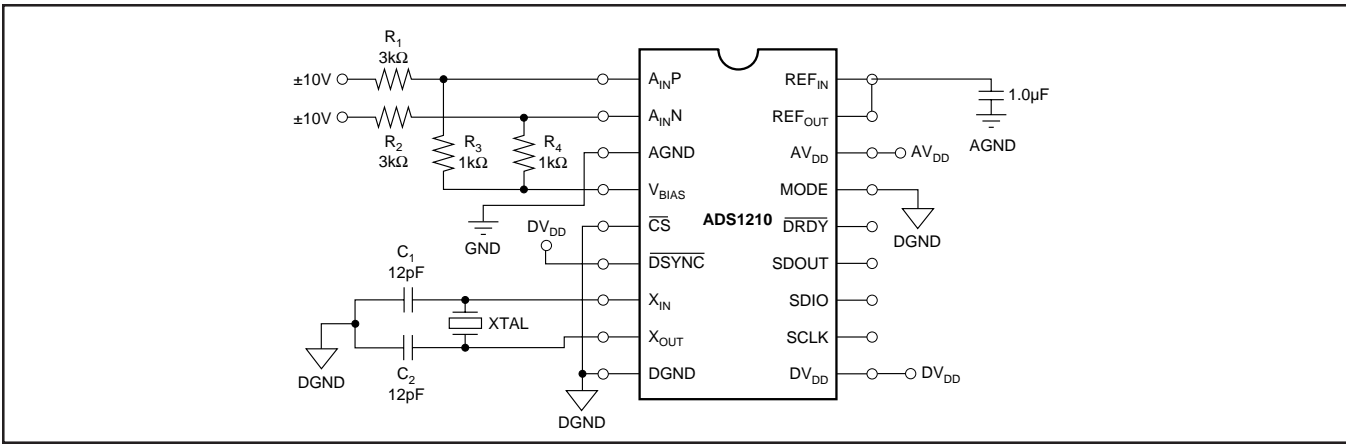 R1
3kΩ
±10V
±10V
R2
3kΩ
R3
1kΩ
R4
1kΩ
GND
DVDD
C1
12pF
XTAL
DGND
C2
12pF
DGND
AINP
AINN
AGND
VBIAS
CS
DSYNC
XIN
XOUT
DGND
ADS1210
REFIN
REFOUT
AVDD
MODE
DRDY
SDOUT
SDIO
SCLK
DVDD
1.0µF
AGND
AVDD
DGND
DVDD